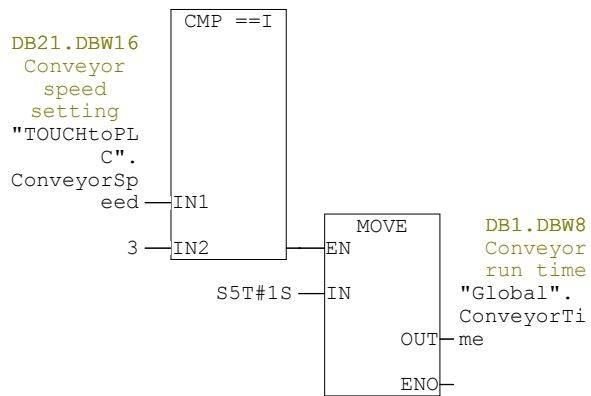 CMP ==I
DB21.DBW16
Conveyor
speed
setting
"TOUCHtoPL
C".
ConveyorSp
eed IN1
3 IN2
MOVE
EN
S5T#1S IN
DB1.DBW8
Conveyor
run time
"Global".
ConveyorTi
OUT me
ENO